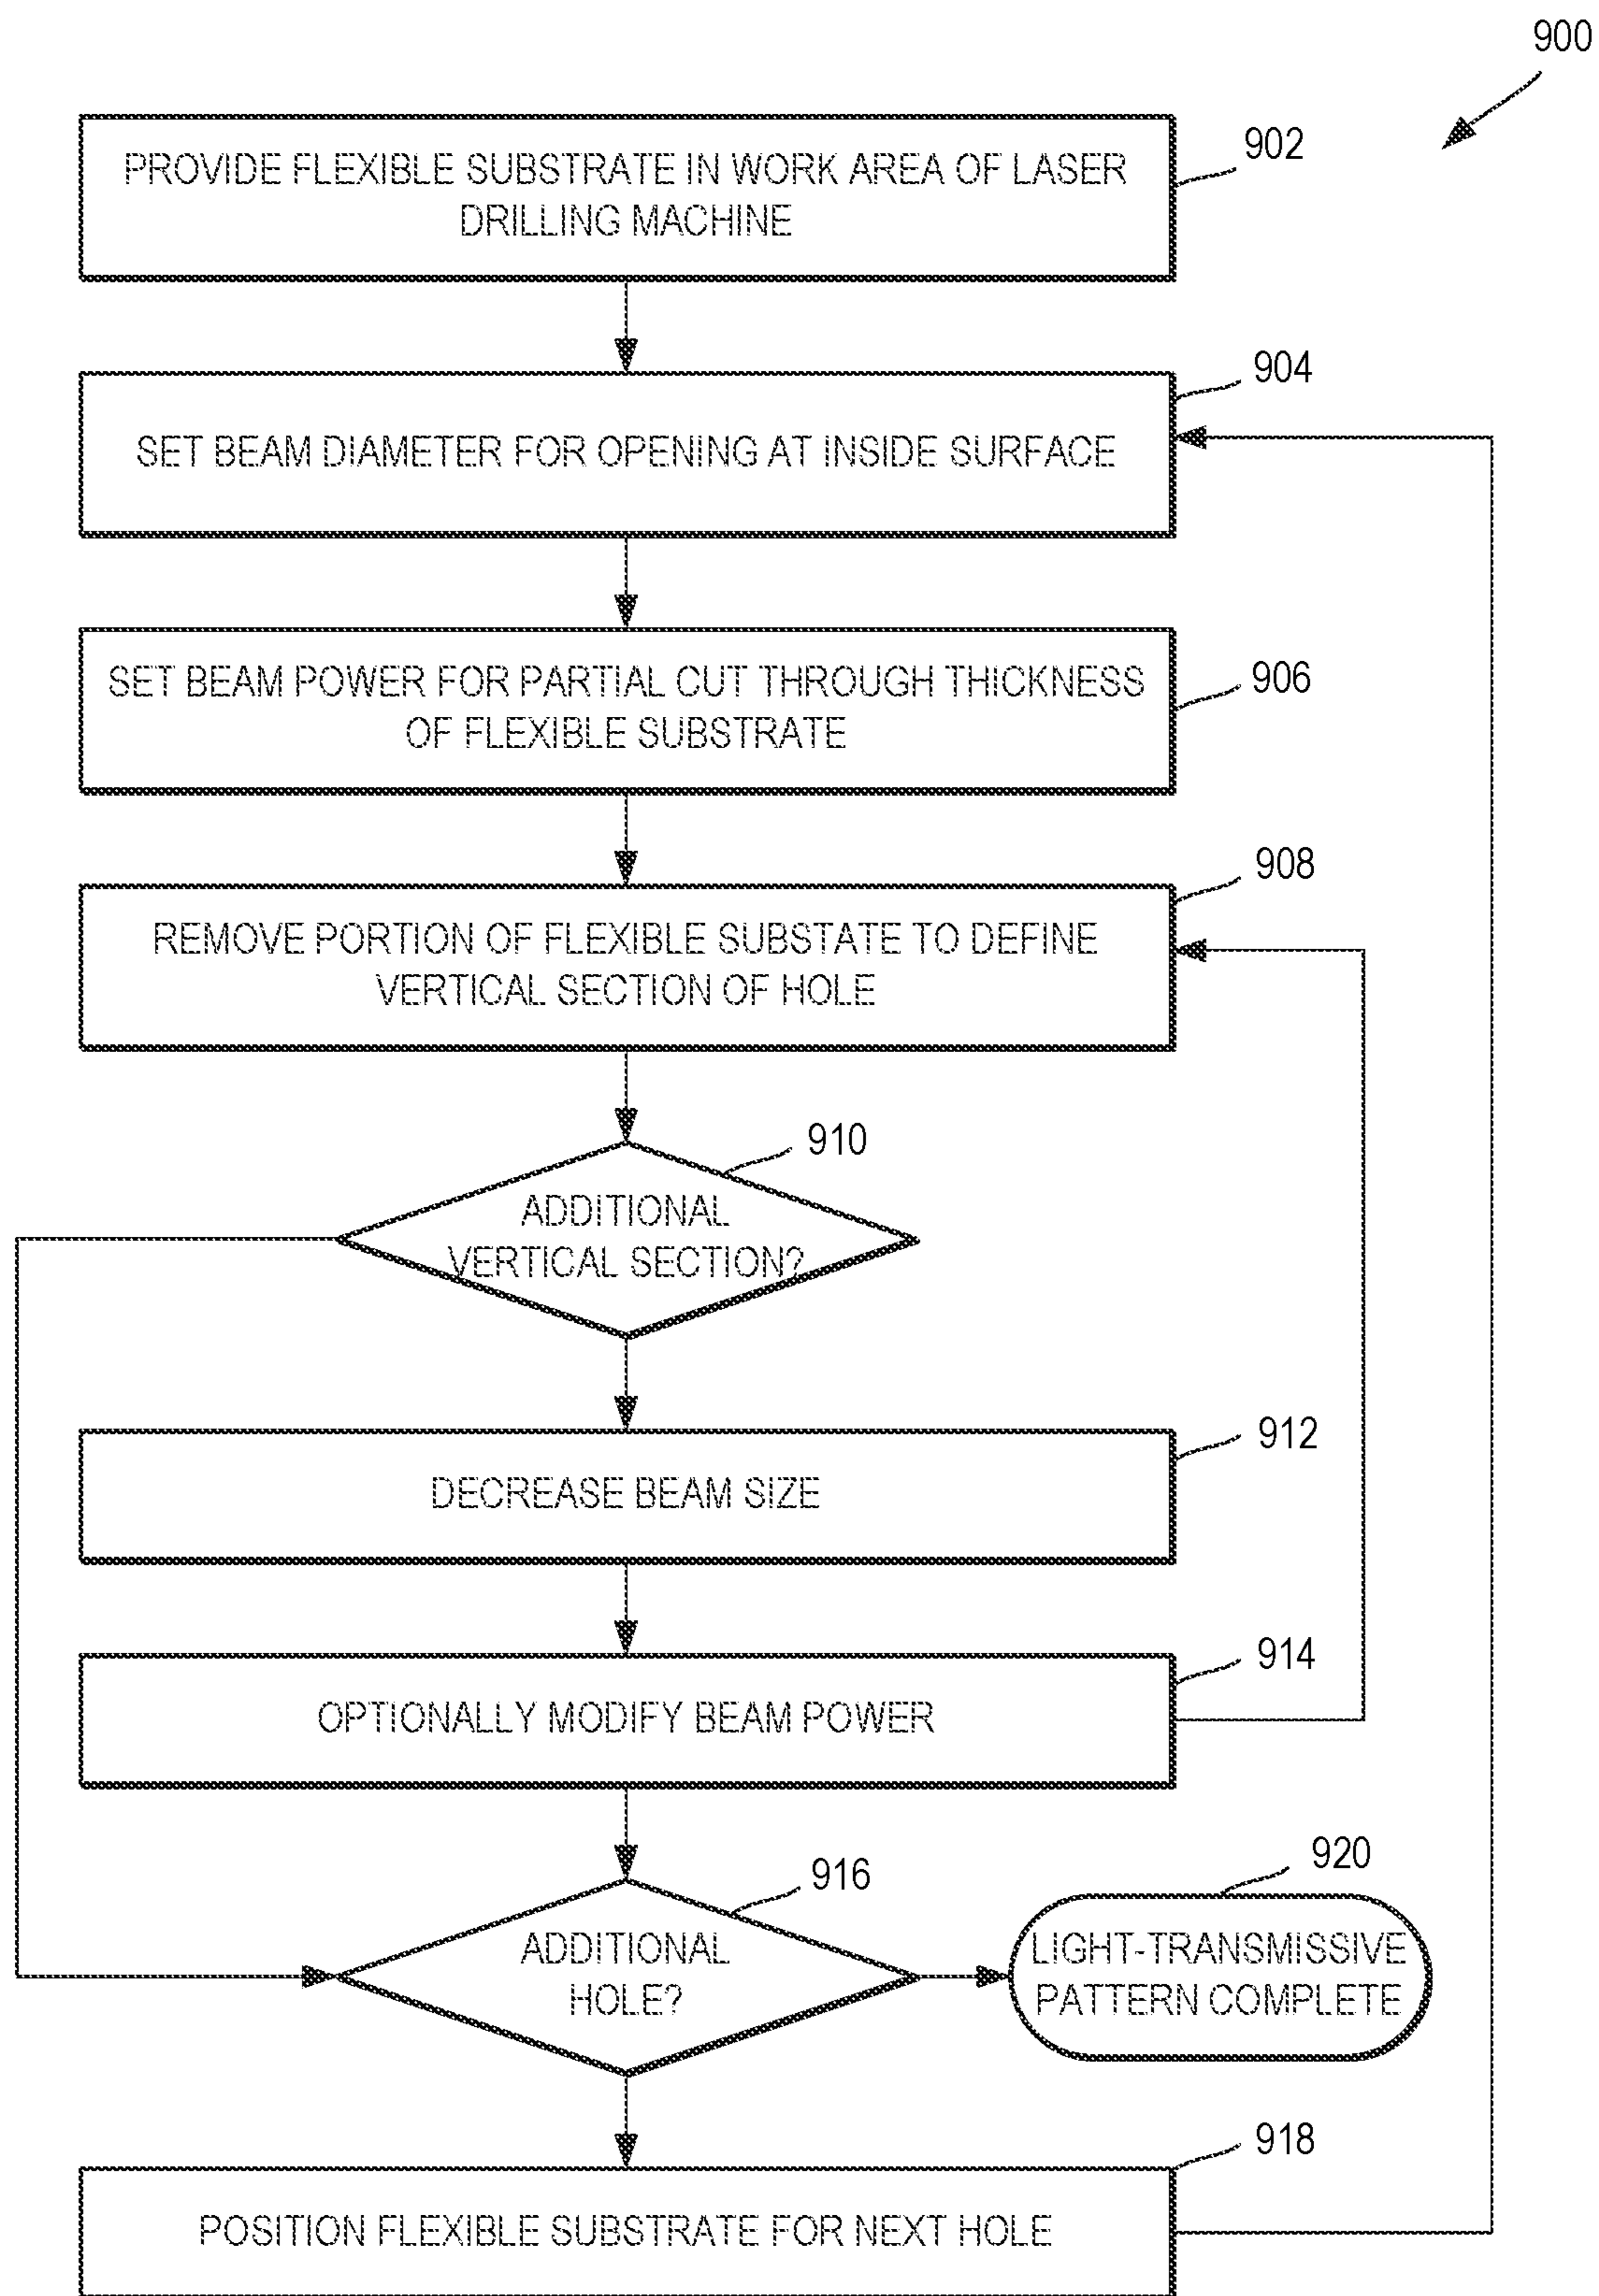 900
PROVIDE FLEXIBLE SUBSTRATE IN WORK AREA OF LASER
DRILLING MACHINE
902
904
SET BEAM DIAMETER FOR OPENING AT INSIDE SURFACE
SET BEAM POWER FOR PARTIAL CUT THROUGH THICKNESS
OF FLEXIBLE SUBSTRATE
906
908
REMOVE PORTION OF FLEXIBLE SUBSTATE TO DEFINE
VERTICAL SECTION OF HOLE
910
ADDITIONAL
VERTICAL SECTION?
912
DECREASE BEAM SIZE
914
OPTIONALLY MODIFY BEAM POWER
916
ADDITIONAL
HOLE?
920
LIGHT-TRANSMISSIVE
PATTERN COMPLETE
918
POSITION FLEXIBLE SUBSTRATE FOR NEXT HOLE